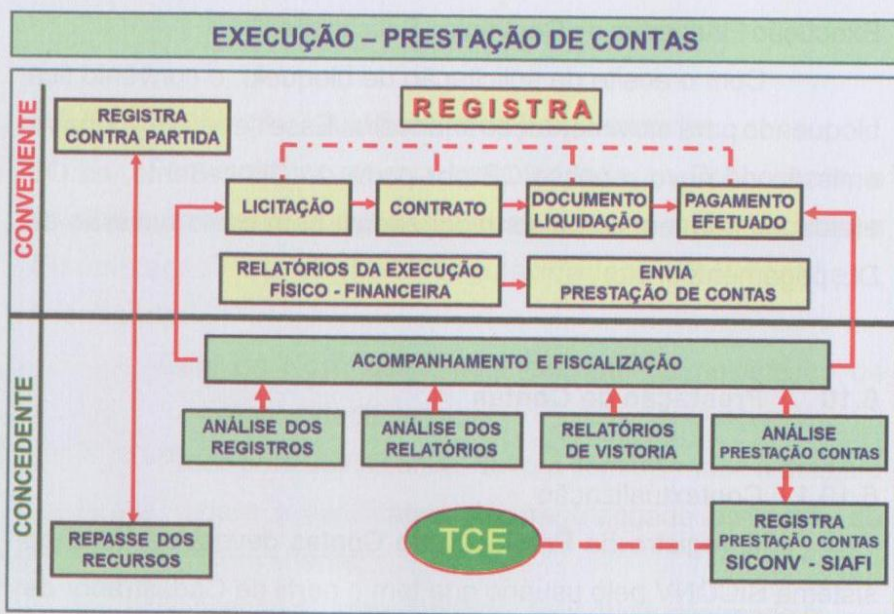 EXECUÇÃO – PRESTAÇÃO DE CONTAS
CONVENENTE
REGISTRA
CONTRA PARTIDA
REGISTRA
LICITAÇÃO
CONTRATO
DOCUMENTO
LIQUIDAÇÃO
PAGAMENTO
EFETUADO
RELATÓRIOS DA EXECUÇÃO
FÍSICO - FINANCEIRA
ENVIA
PRESTAÇÃO DE CONTAS
CONCEDENTE
ACOMPANHAMENTO E FISCALIZAÇÃO
ANÁLISE DOS
REGISTROS
ANÁLISE DOS
RELATÓRIOS
RELATÓRIOS
DE VISTORIA
ANÁLISE
PRESTAÇÃO CONTAS
REPASSE DOS
RECURSOS
TCE
REGISTRA
PRESTAÇÃO CONTAS
SICONV - SIAFI